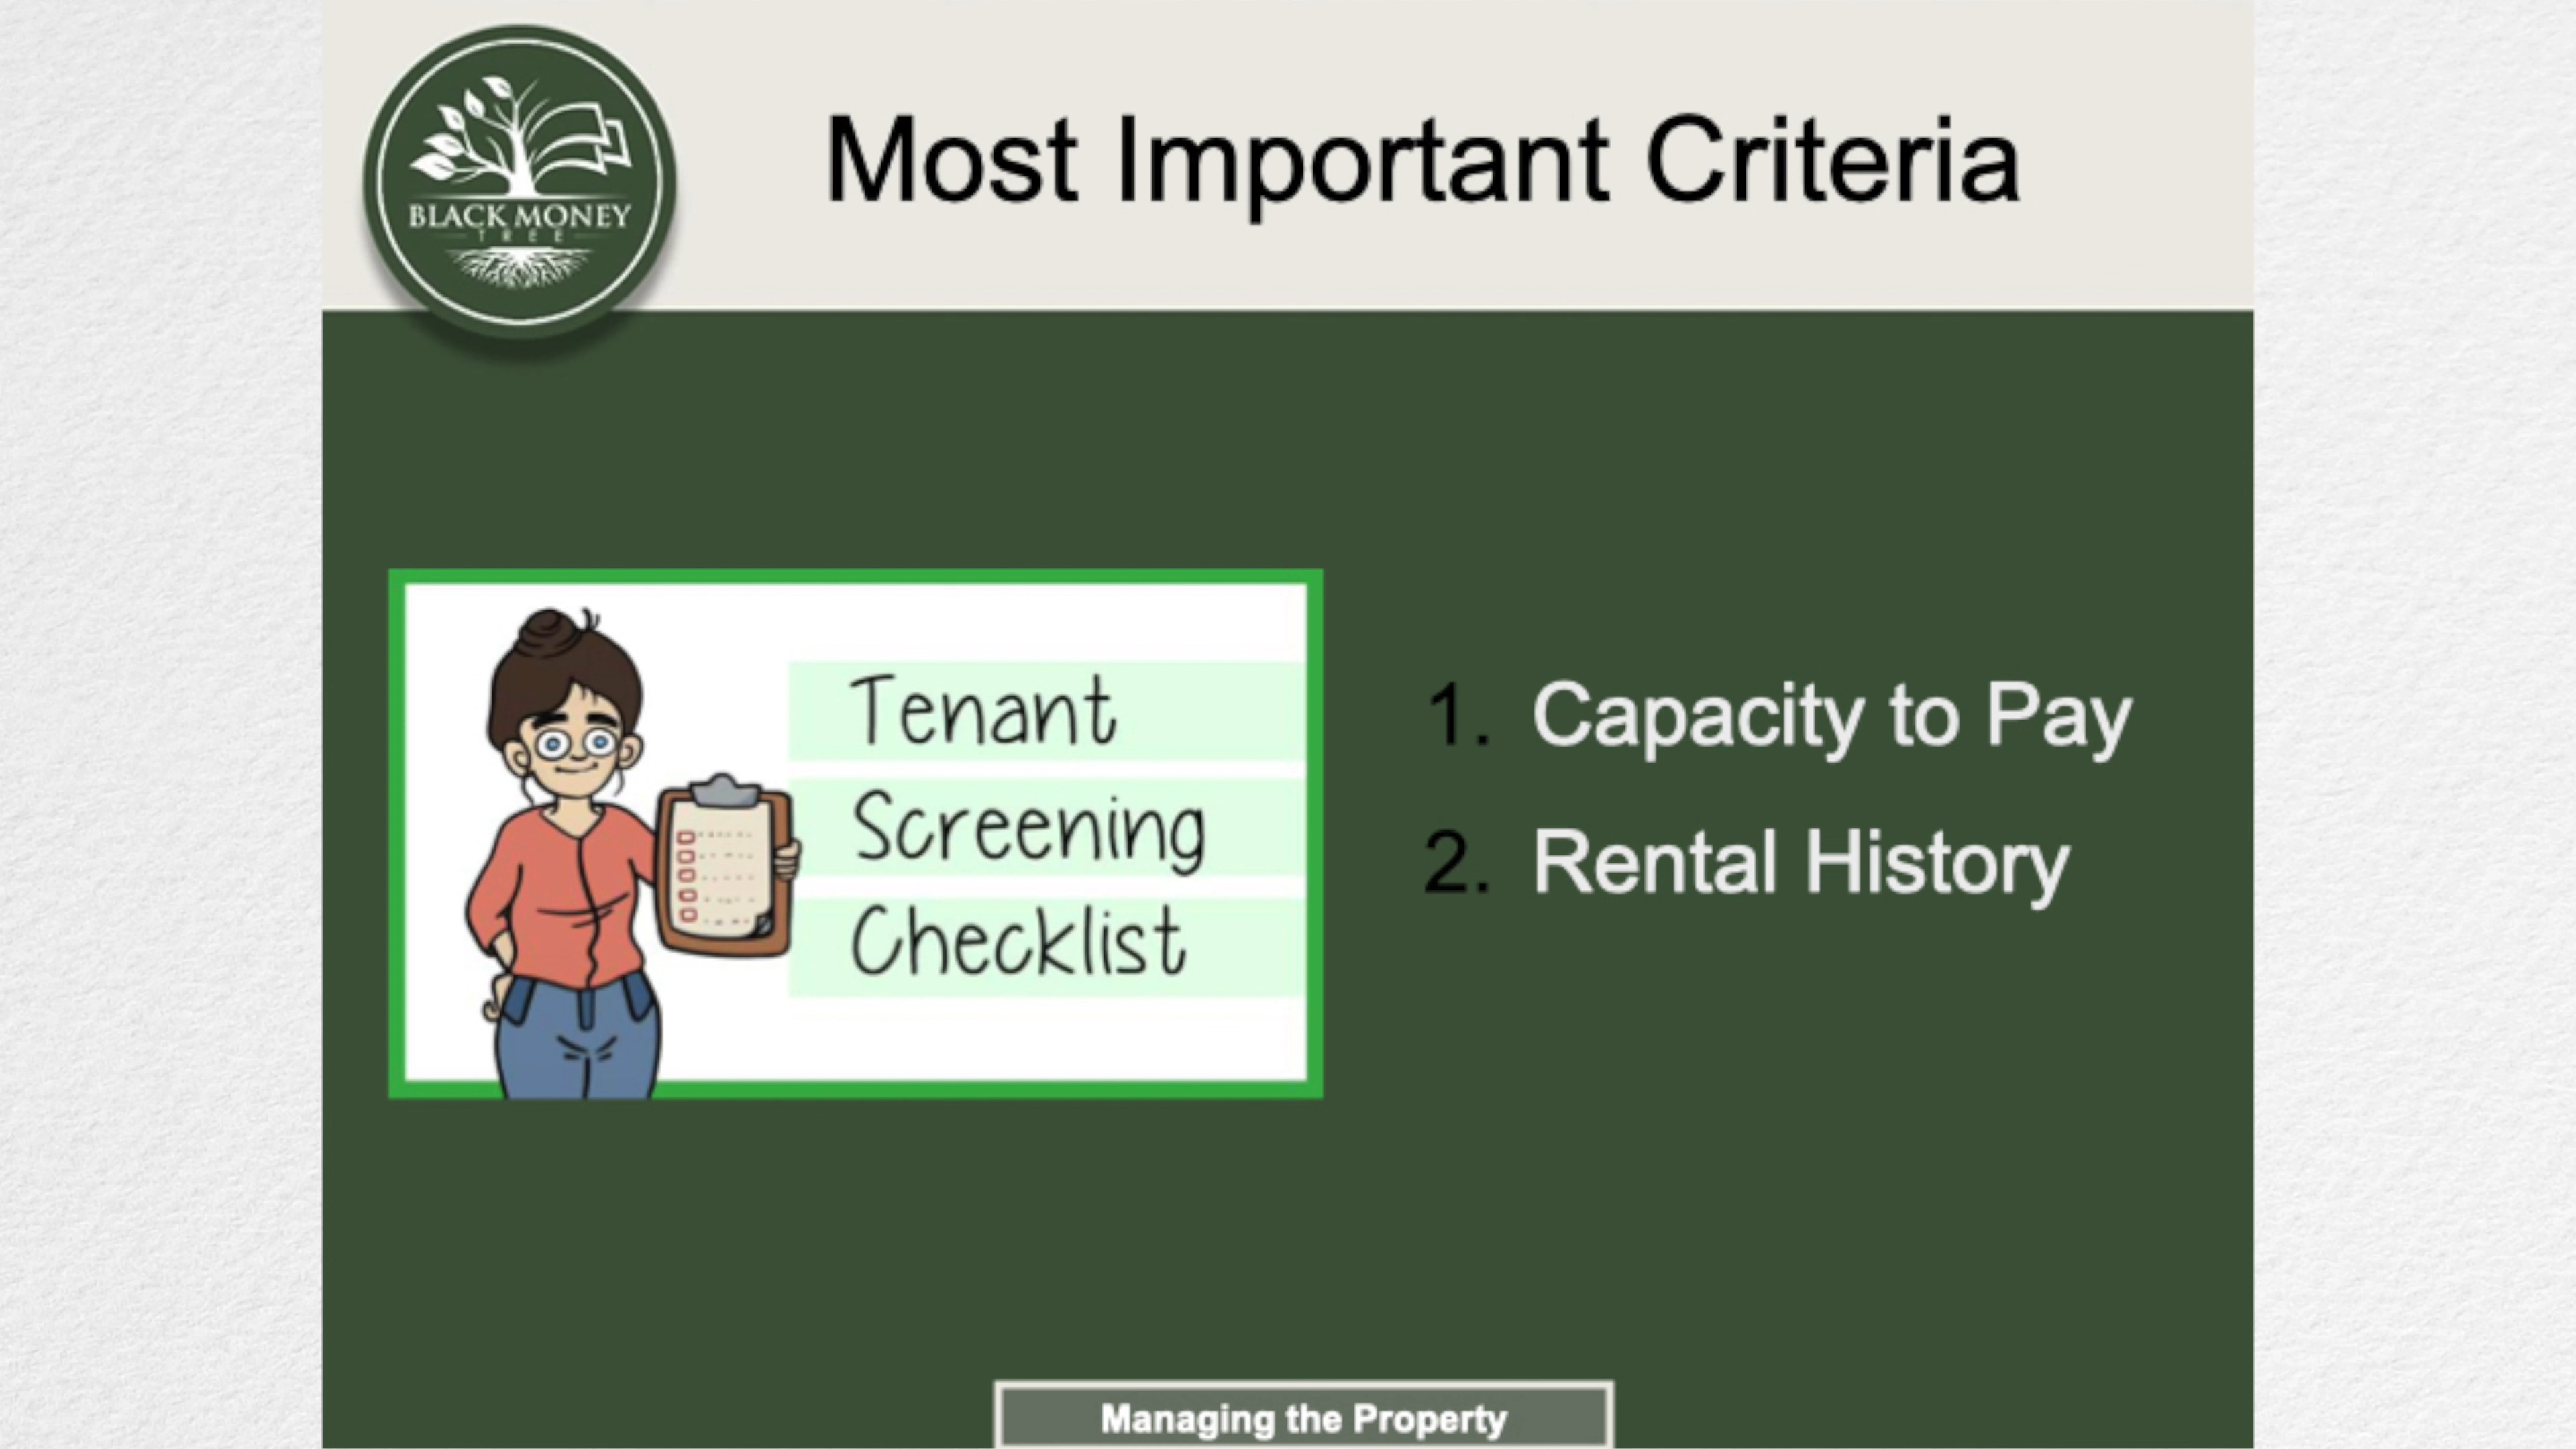 BLACK MONEY
TREE
Most Important Criteria
Tenant
Screening
Checklist
1. Capacity to Pay
2. Rental History
Managing the Property